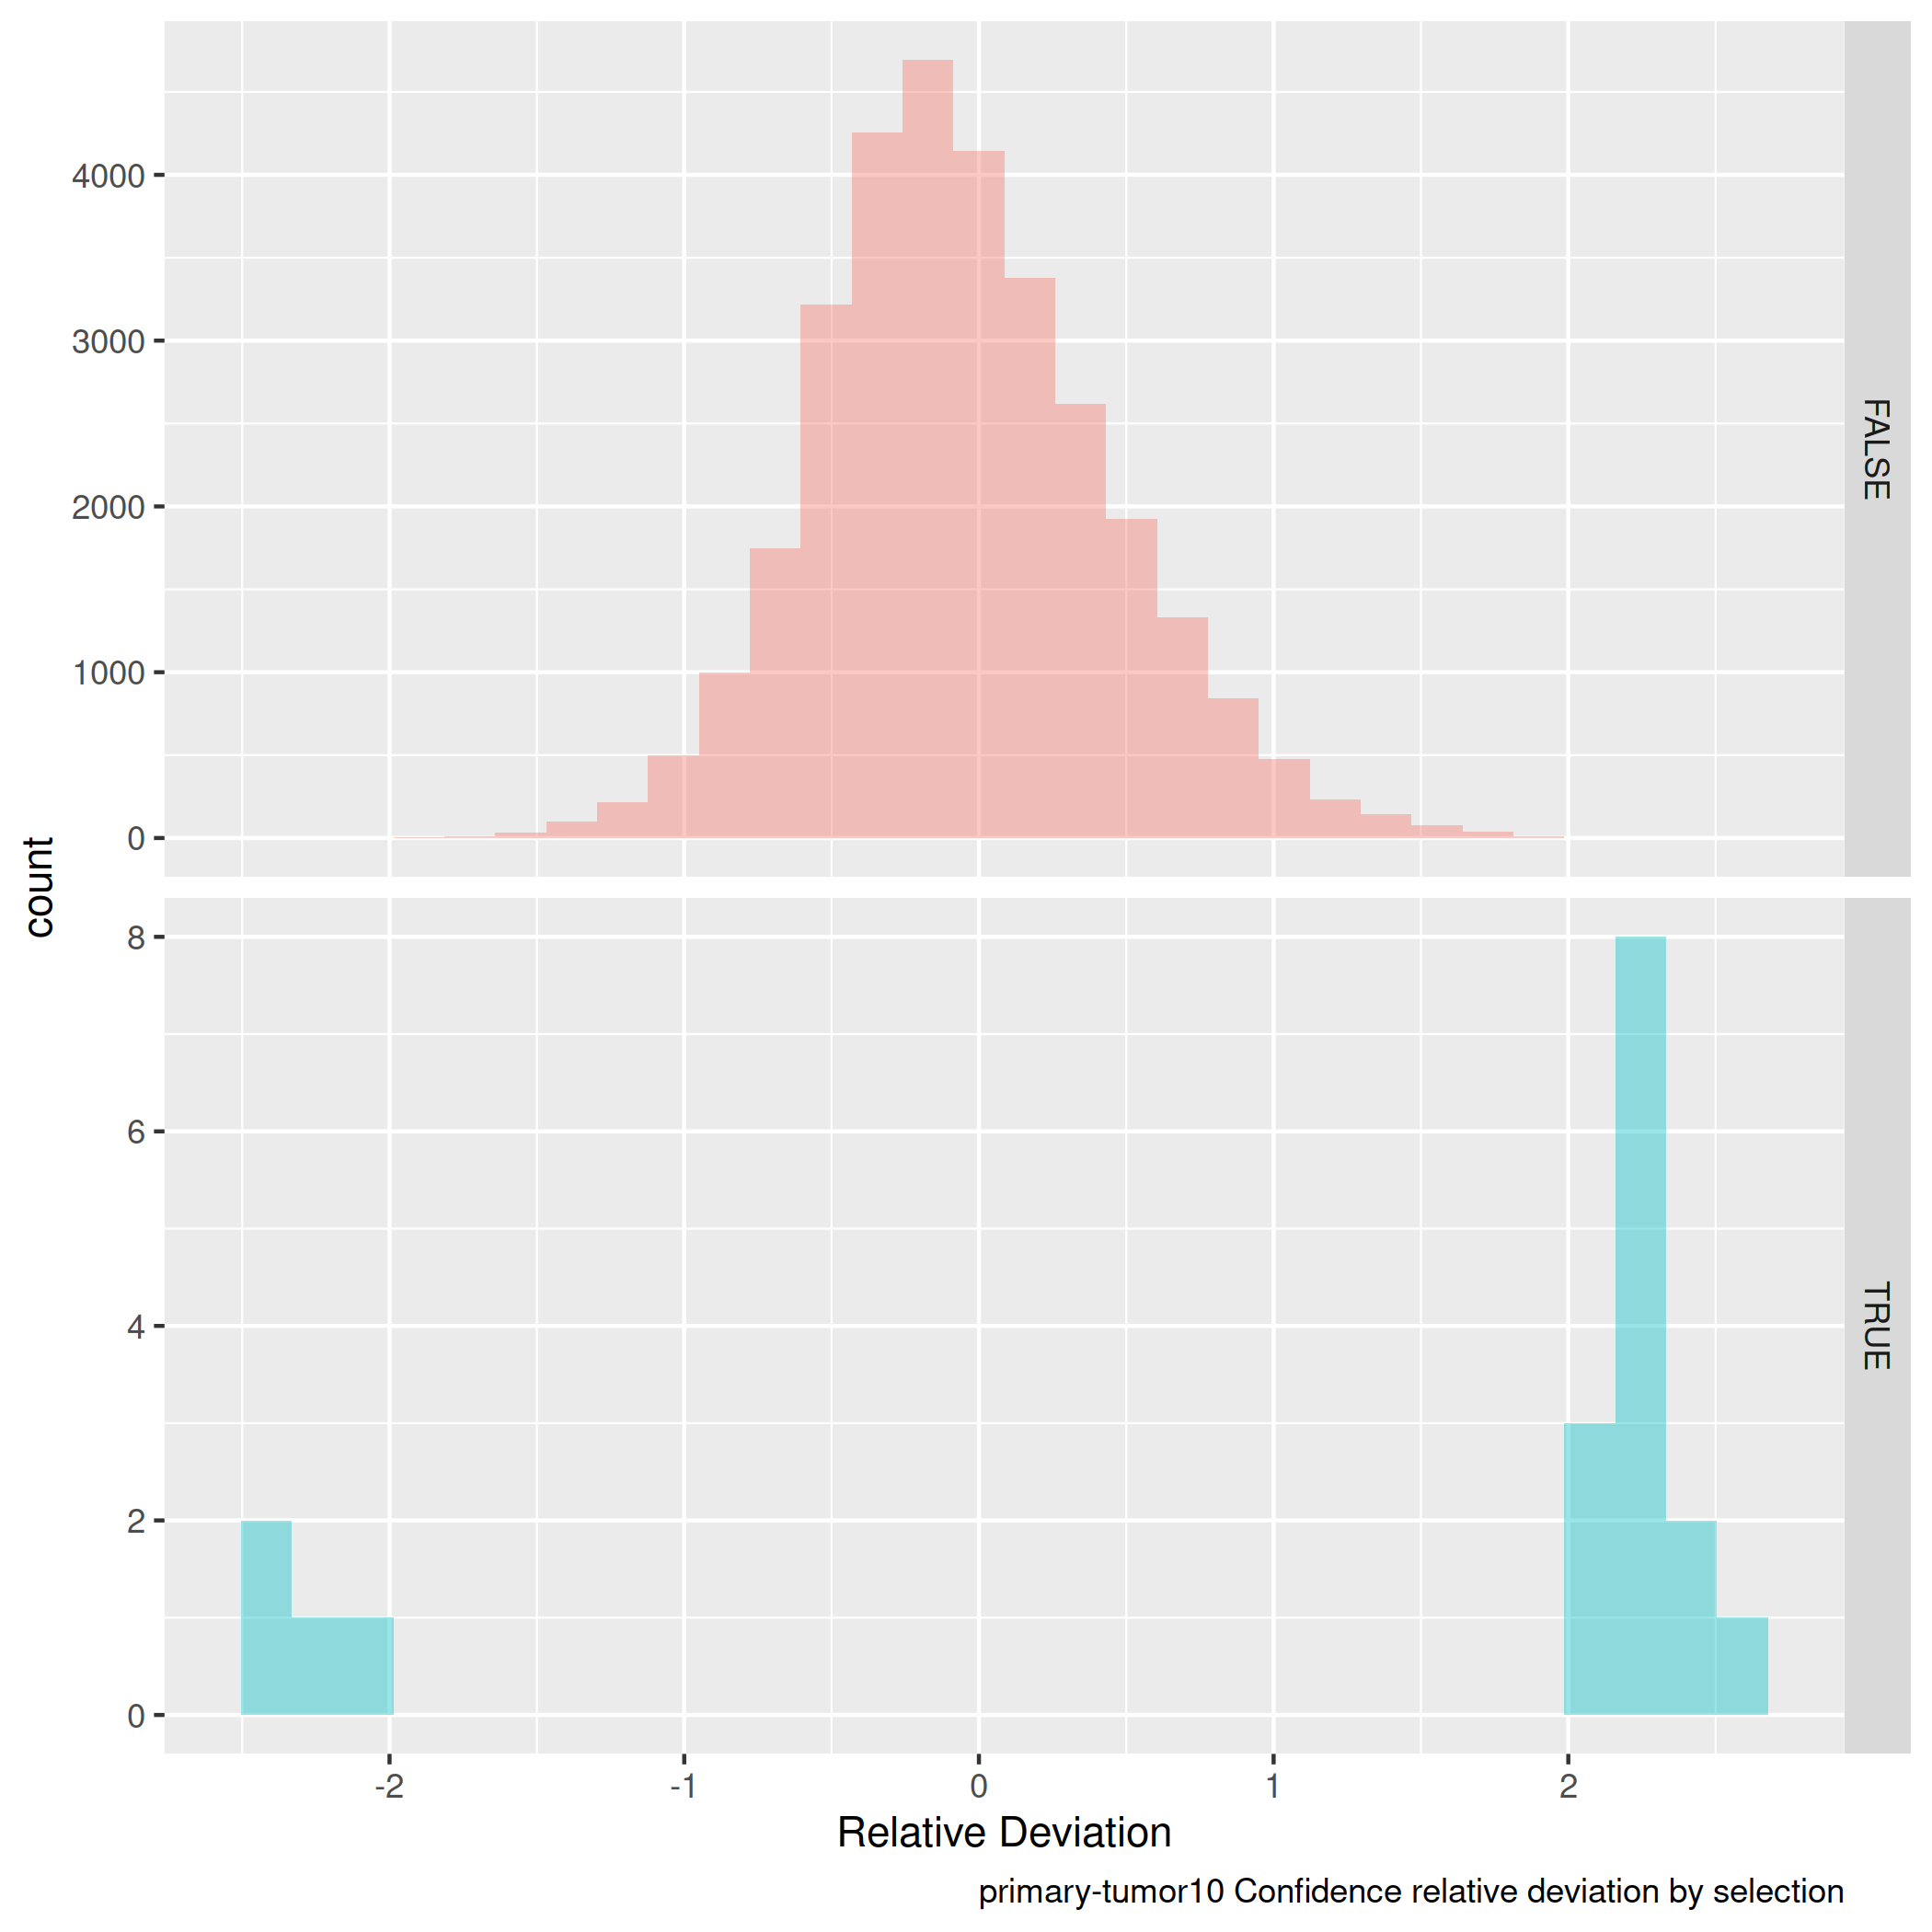 count
4000
3000
2000
1000
0
FALSE
8
6
4
2
0
TRUE
-2 -1 0 1 2
Relative Deviation
primary-tumor10 Confidence relative deviation by selection